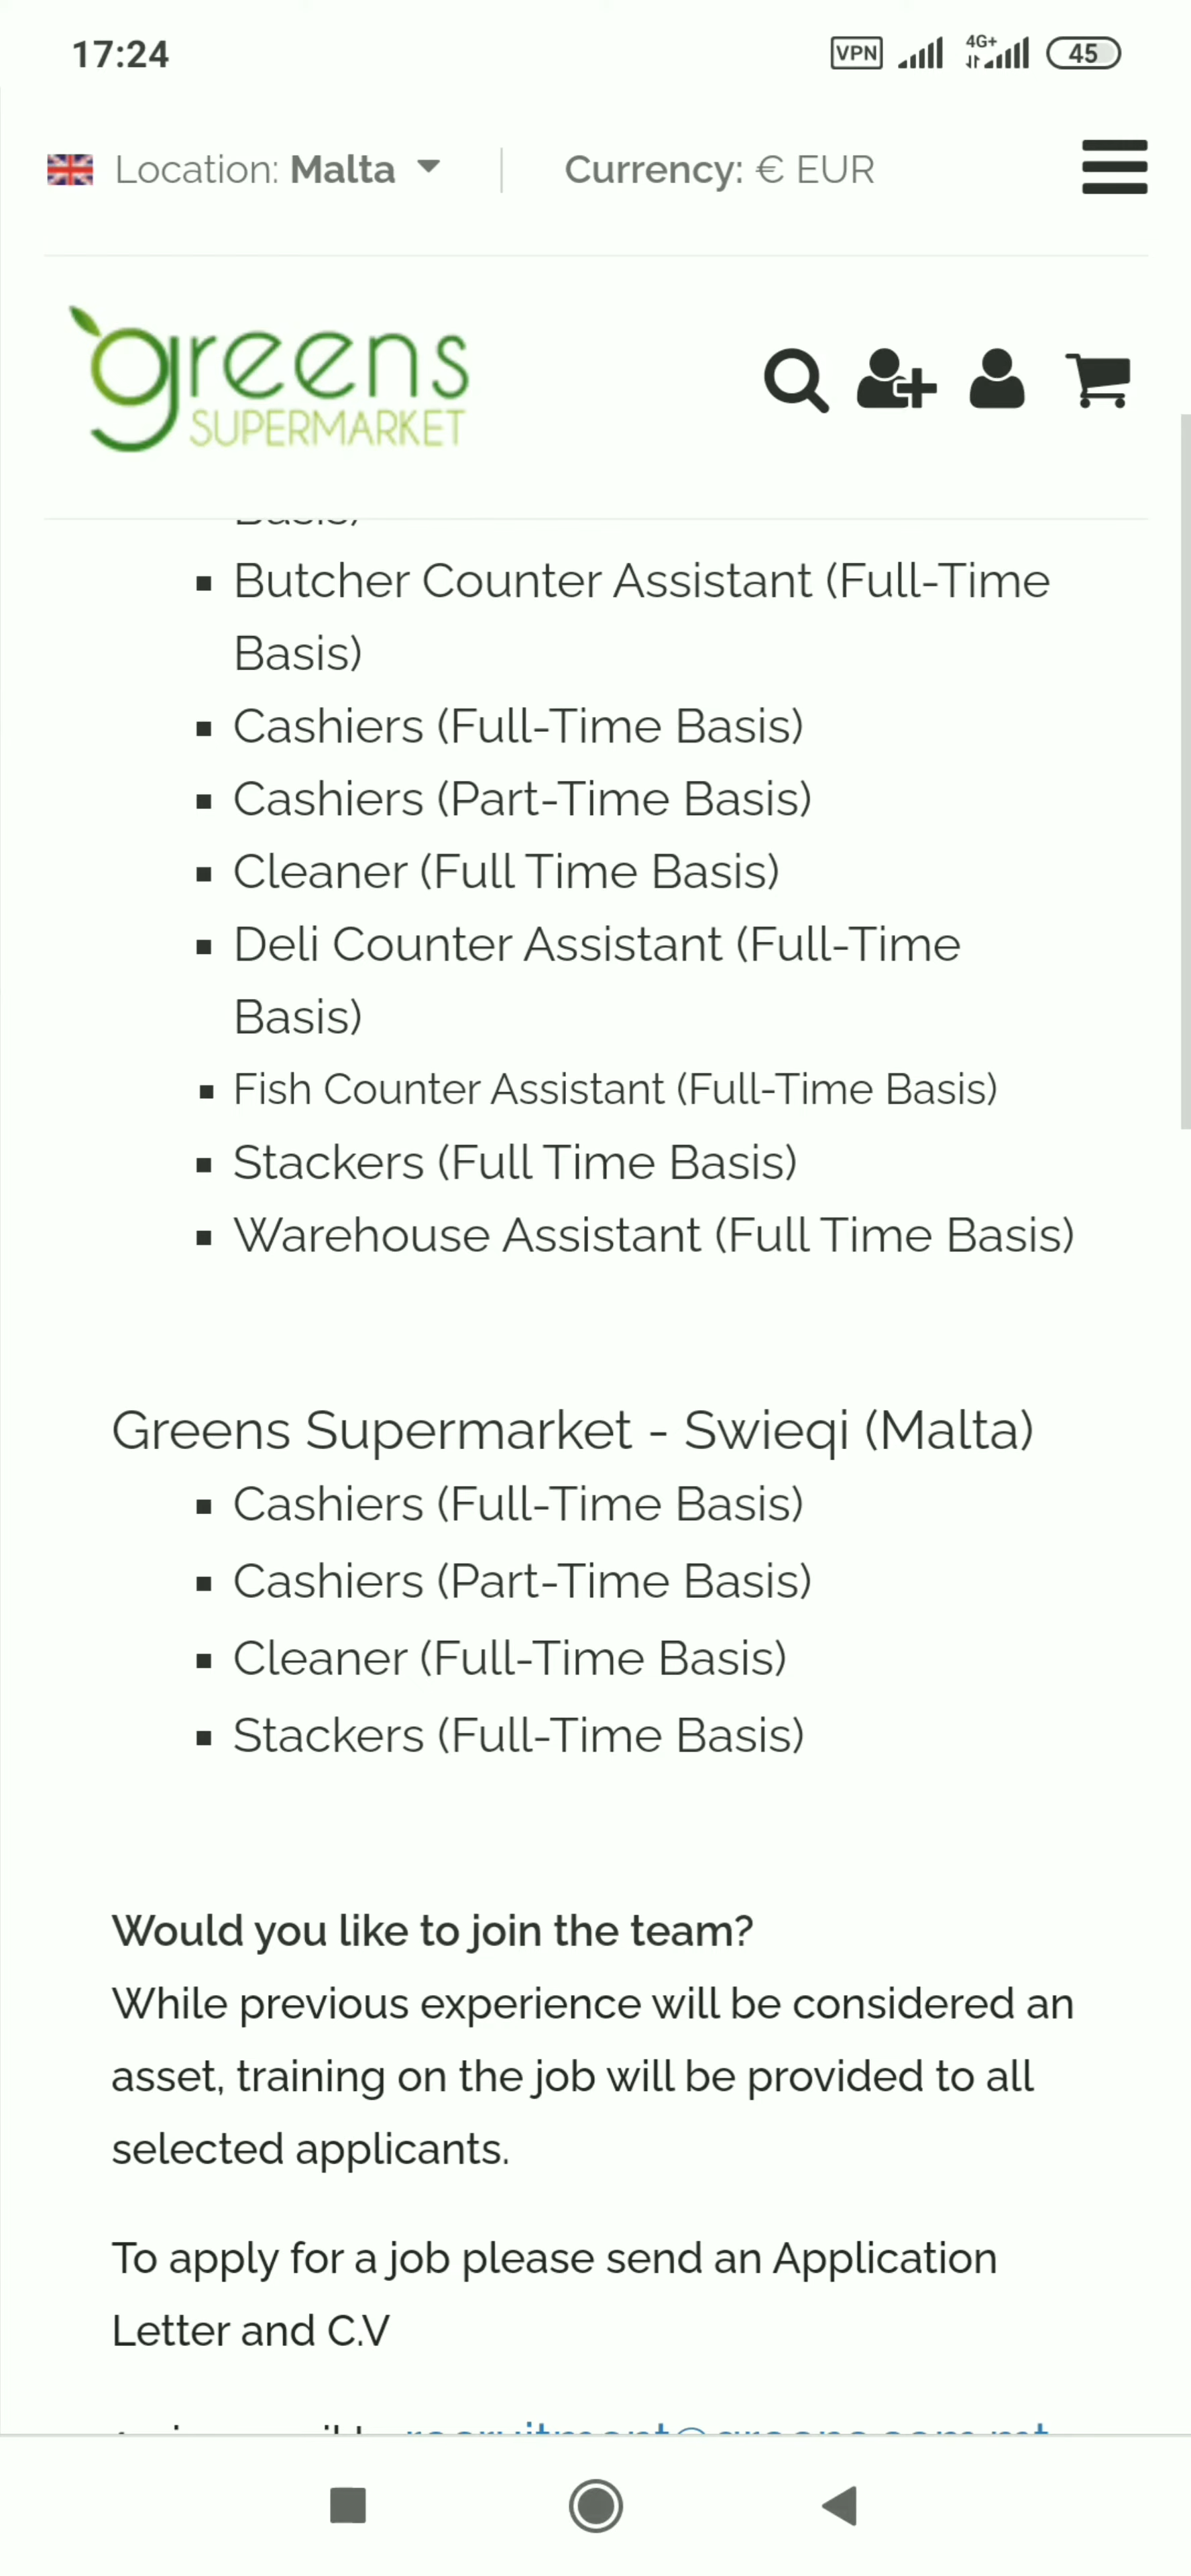 17:24
VPN 4G+ 45
Location: Malta
Currency: € EUR
greens
SUPERMARKET
Basis)
▪ Butcher Counter Assistant (Full-Time
Basis)
▪ Cashiers (Full-Time Basis)
▪ Cashiers (Part-Time Basis)
▪ Cleaner (Full Time Basis)
▪ Deli Counter Assistant (Full-Time
Basis)
▪ Fish Counter Assistant (Full-Time Basis)
▪ Stackers (Full Time Basis)
▪ Warehouse Assistant (Full Time Basis)
Greens Supermarket - Swieqi (Malta)
▪ Cashiers (Full-Time Basis)
▪ Cashiers (Part-Time Basis)
▪ Cleaner (Full-Time Basis)
▪ Stackers (Full-Time Basis)
Would you like to join the team?
While previous experience will be considered an
asset, training on the job will be provided to all
selected applicants.
To apply for a job please send an Application
Letter and C.V
recruitment@greens.com.mt